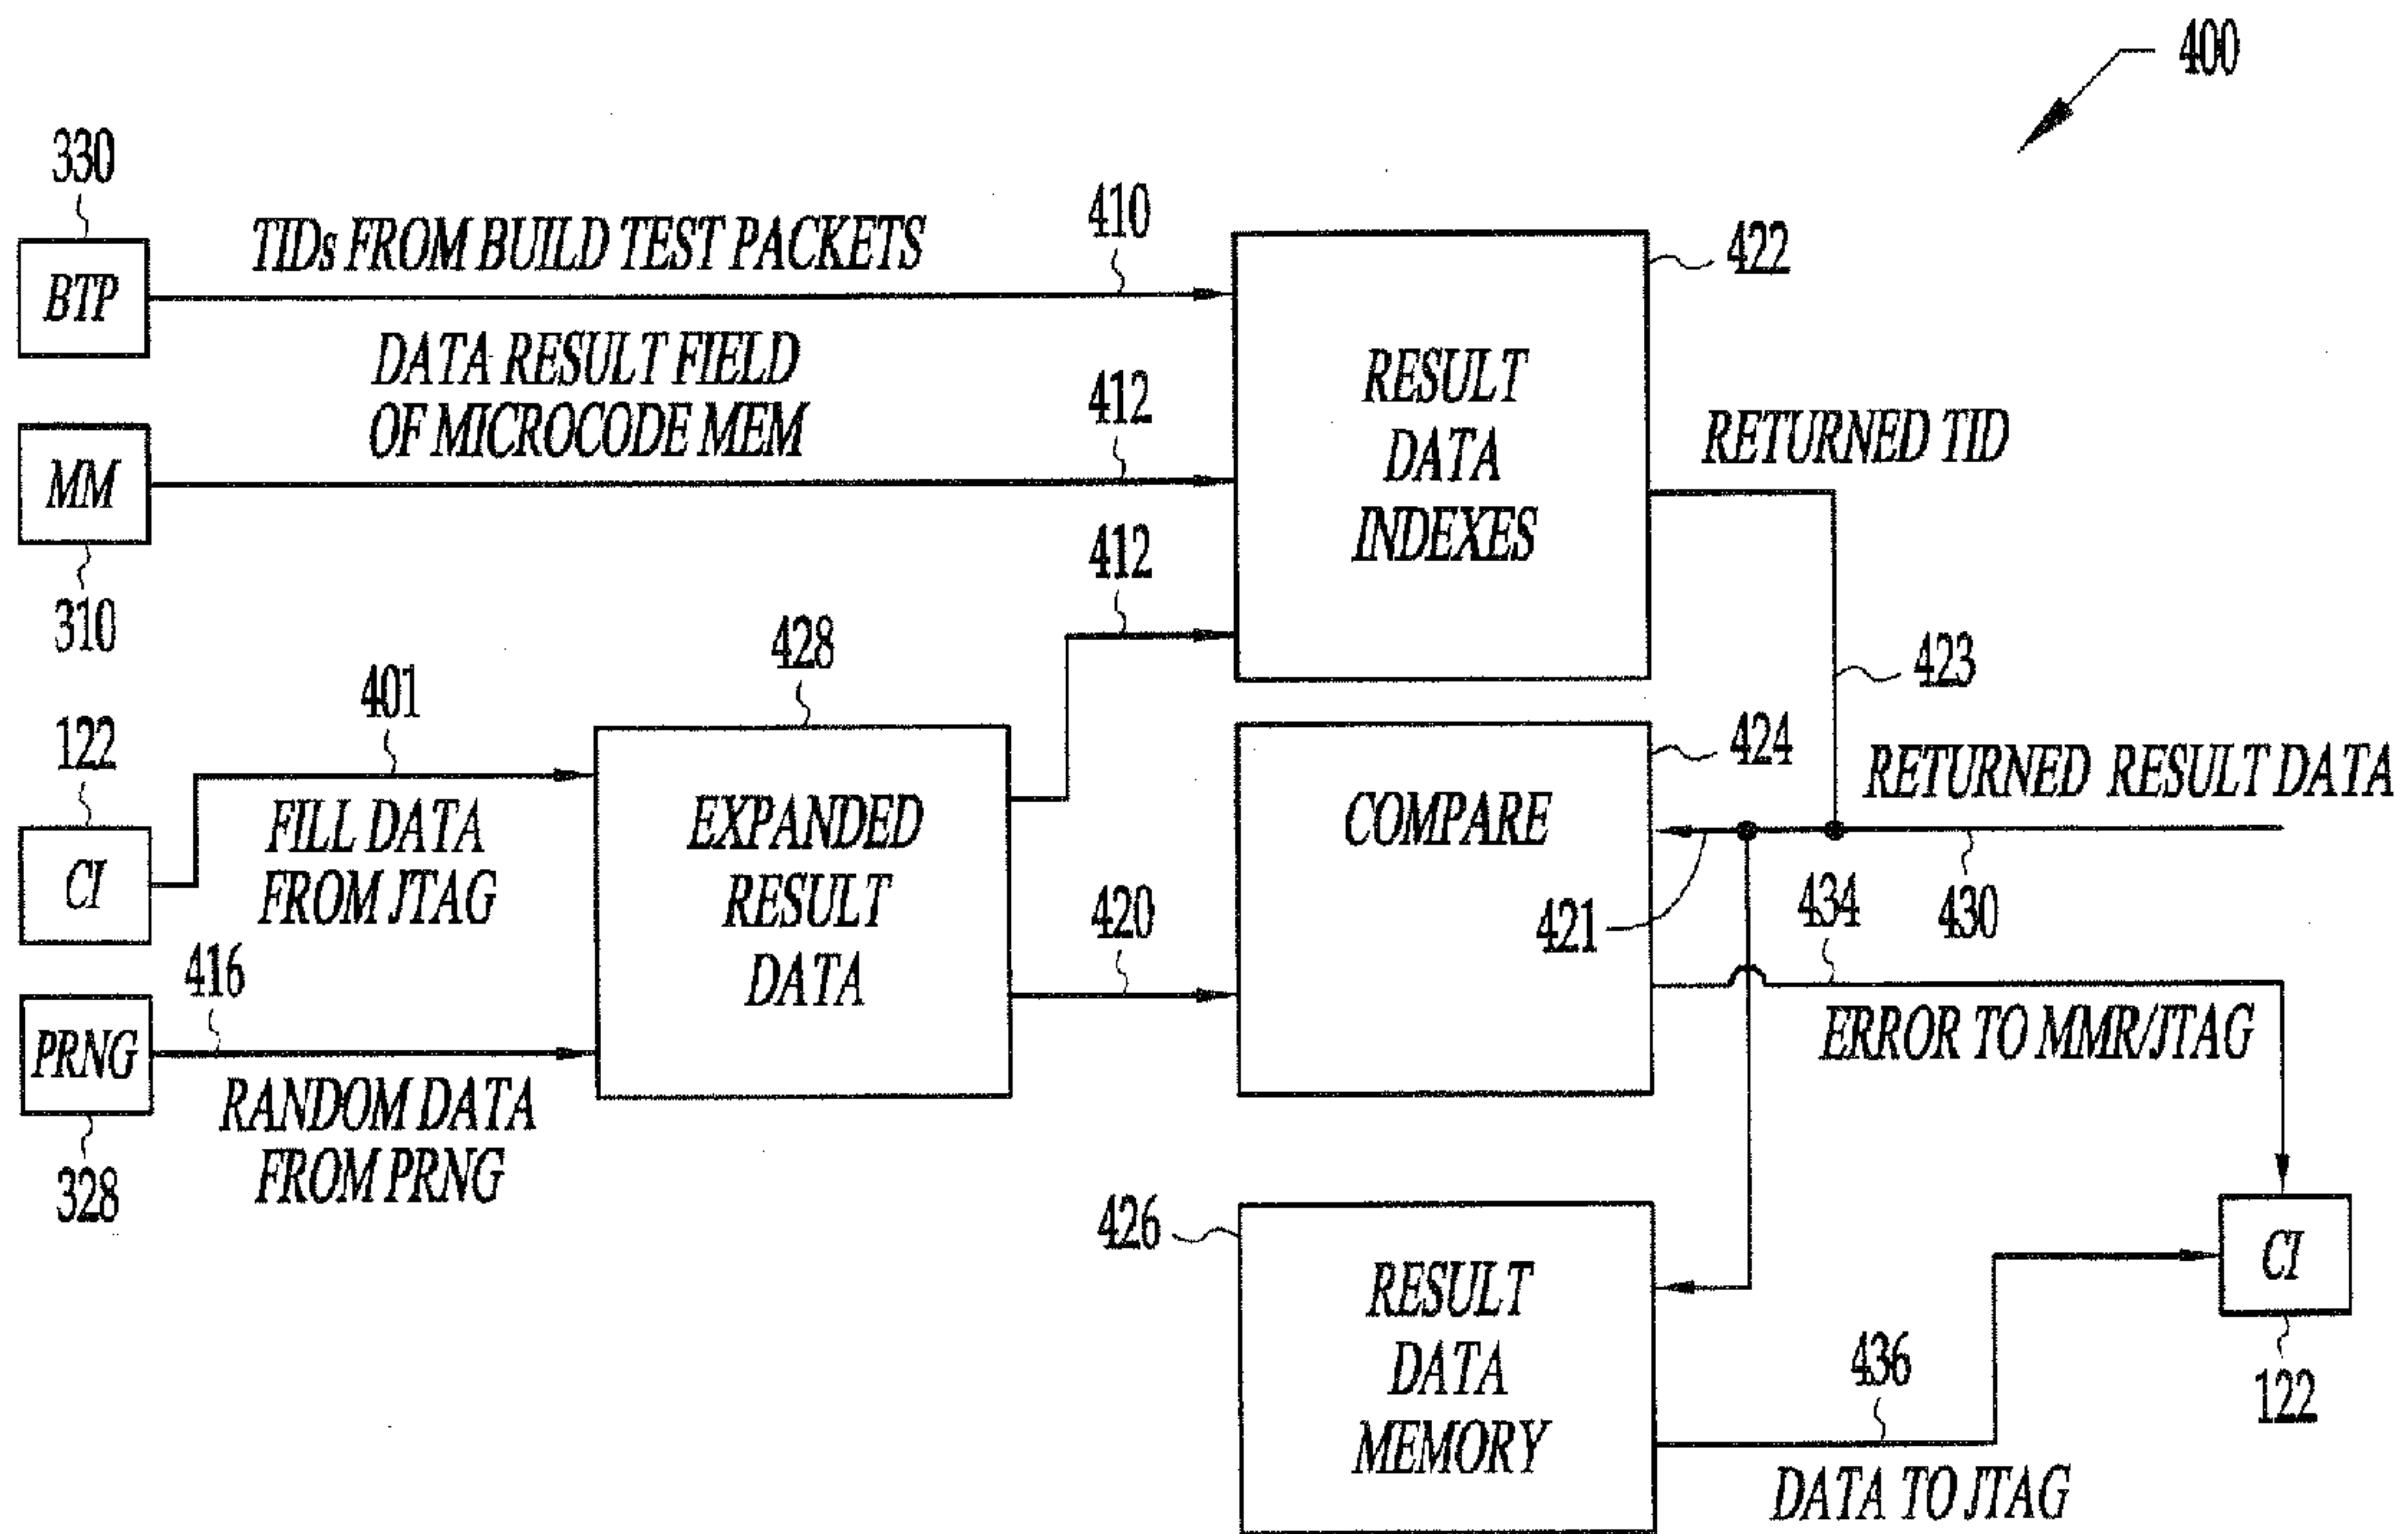 400
330
BTP
TIDs FROM BUILD TEST PACKETS
410
422
DATA RESULT FIELD
OF MICROCODE MEM
412
MM
310
RESULT
DATA
INDEXES
RETURNED TID
412
423
428
401
122
CI
FILL DATA
FROM JTAG
EXPANDED
RESULT
DATA
424
COMPARE
RETURNED RESULT DATA
421
430
434
420
416
PRNG
328
RANDOM DATA
FROM PRNG
ERROR TO MMR/JTAG
426
RESULT
DATA
MEMORY
CI
122
436
DATA TO JTAG